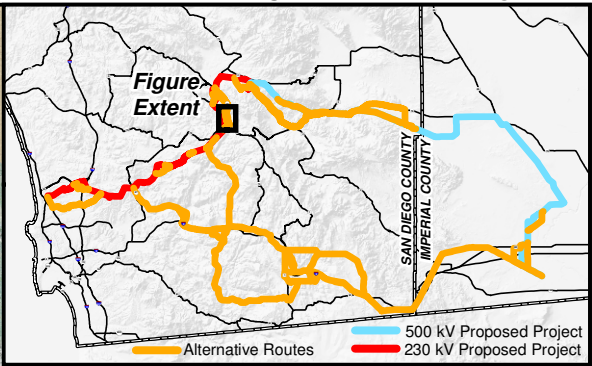 Figure
Extent
SAN DIEGO COUNTY
IMPERIAL COUNTY
500 kV Proposed Project
Alternative Routes
230 kV Proposed Project